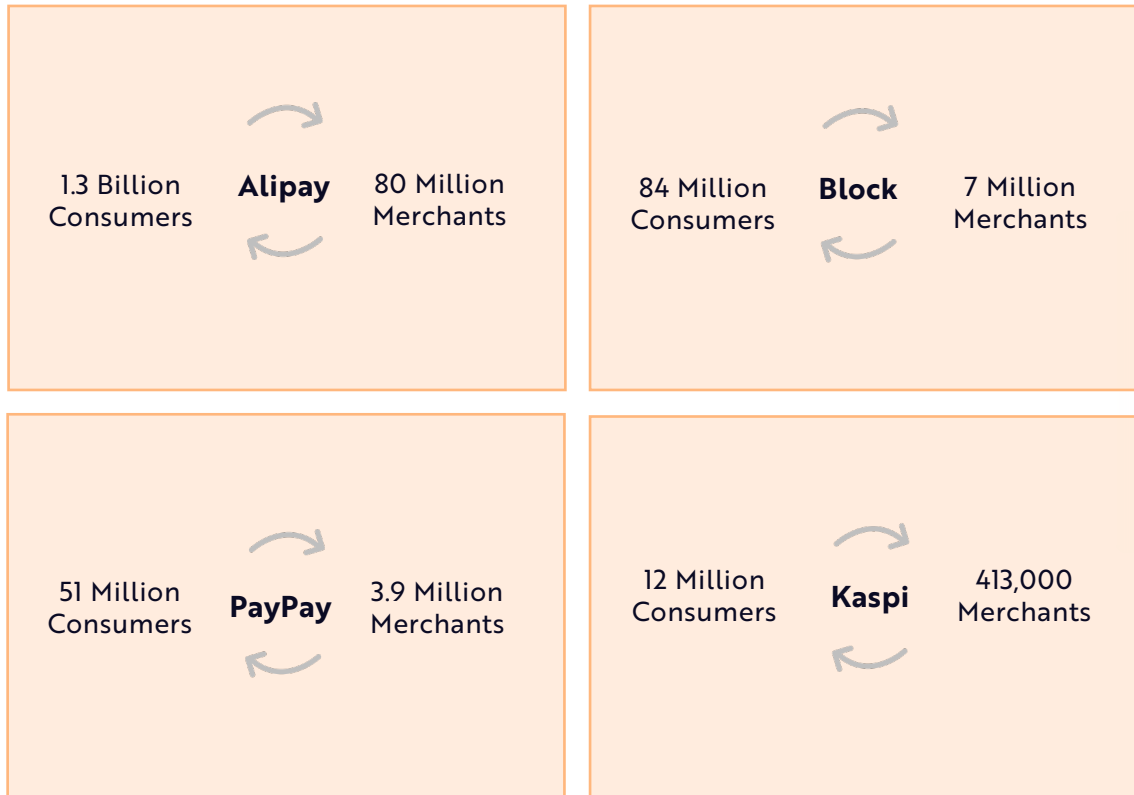 1.3 Billion
Consumers
Alipay
80 Million
Merchants
84 Million
Consumers
Block
7 Million
Merchants
51 Million
Consumers
PayPay
3.9 Million
Merchants
12 Million
Consumers
Kaspi
413,000
Merchants